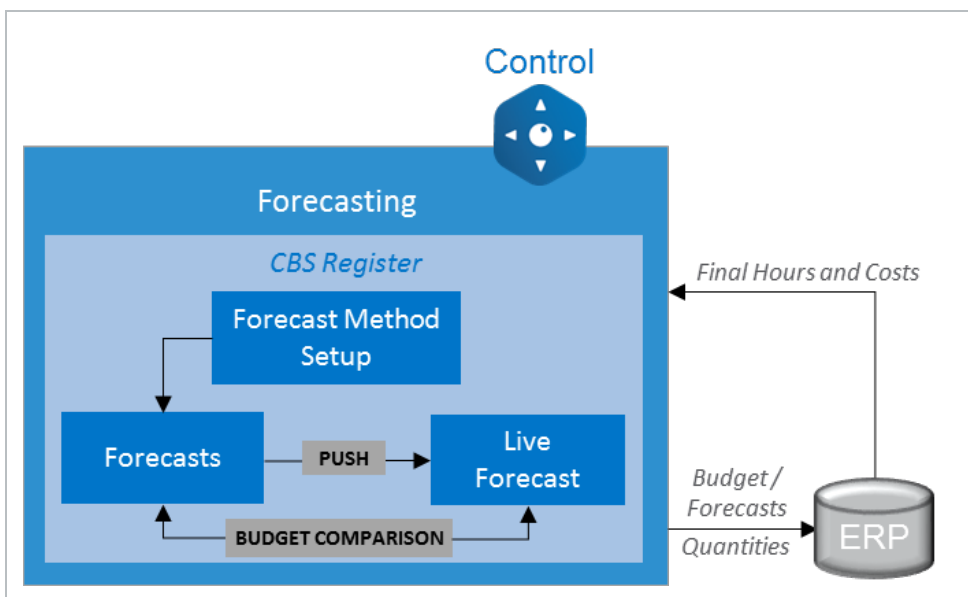 Control
Forecasting
CBS Register
Final Hours and Costs
Forecast Method
Setup
Forecasts
PUSH
Live
Forecast
BUDGET COMPARISON
Budget /
Forecasts
Quantities
ERP